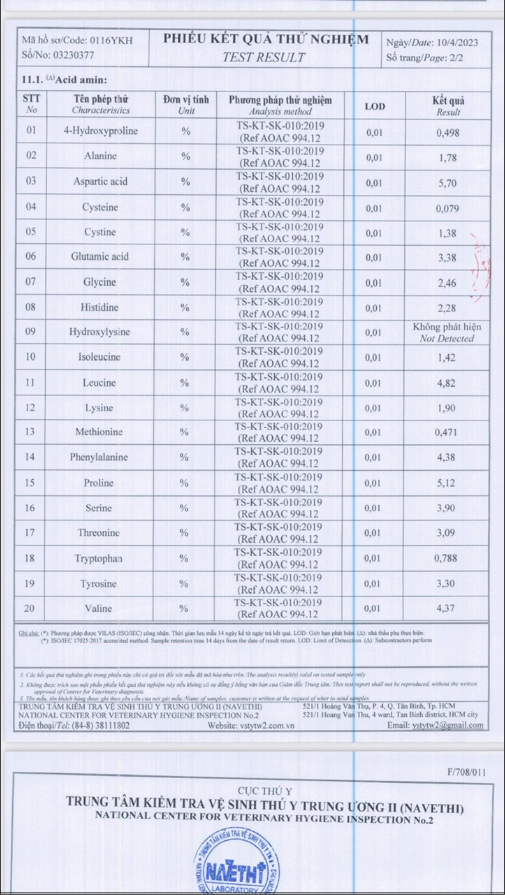 Mã hồ sơ/Code: 0116YKH
Số/No: 03230377
PHIẾU KẾT QUẢ THỬ NGHIỆM
TEST RESULT
Ngày/Date: 10/4/2023
Số trang/Page: 2/2
11.1. (Δ)Acid amin:
STT No Tên phép thử Characteristics Đơn vị tính Unit Phương pháp thử nghiệm Analysis method LOD Kết quả Result
01 4-Hydroxyproline % TS-KT-SK-010:2019 (Ref AOAC 994.12 0,01 0,498
02 Alanine % TS-KT-SK-010:2019 (Ref AOAC 994.12 0,01 1,78
03 Aspartic acid % TS-KT-SK-010:2019 (Ref AOAC 994.12 0,01 5,70
04 Cysteine % TS-KT-SK-010:2019 (Ref AOAC 994.12 0,01 0,079
05 Cystine % TS-KT-SK-010:2019 (Ref AOAC 994.12 0,01 1,38
06 Glutamic acid % TS-KT-SK-010:2019 (Ref AOAC 994.12 0,01 3,38
07 Glycine % TS-KT-SK-010:2019 (Ref AOAC 994.12 0,01 2,46
08 Histidine % TS-KT-SK-010:2019 (Ref AOAC 994.12 0,01 2,28
09 Hydroxylysine % TS-KT-SK-010:2019 (Ref AOAC 994.12 0,01 Không phát hiện Not Detected
10 Isoleucine % TS-KT-SK-010:2019 (Ref AOAC 994.12 0,01 1,42
11 Leucine % TS-KT-SK-010:2019 (Ref AOAC 994.12 0,01 4,82
12 Lysine % TS-KT-SK-010:2019 (Ref AOAC 994.12 0,01 1,90
13 Methionine % TS-KT-SK-010:2019 (Ref AOAC 994.12 0,01 0,471
14 Phenylalanine % TS-KT-SK-010:2019 (Ref AOAC 994.12 0,01 4,38
15 Proline % TS-KT-SK-010:2019 (Ref AOAC 994.12 0,01 5,12
16 Serine % TS-KT-SK-010:2019 (Ref AOAC 994.12 0,01 3,90
17 Threonine % TS-KT-SK-010:2019 (Ref AOAC 994.12 0,01 3,09
18 Tryptophan % TS-KT-SK-010:2019 (Ref AOAC 994.12 0,01 0,788
19 Tyrosine % TS-KT-SK-010:2019 (Ref AOAC 994.12 0,01 3,30
20 Valine % TS-KT-SK-010:2019 (Ref AOAC 994.12 0,01 4,37
Ghi chú: (*) Phương pháp được VILAS (ISO/IEC) công nhận. Thời gian lưu mẫu 14 ngày kể từ ngày trả kết quả. LOD: Giới hạn phát hiện. (Δ): nhà thầu phụ thực hiện.
(*) ISO/IEC 17025:2017 accredited method. Sample retention time 14 days from the date of result return. LOD: Limit of Detection. (Δ): Subcontractors perform
1. Các kết quả thử nghiệm ghi trong phiếu này chỉ có giá trị đối với mẫu đã mã hóa như trên. The analysis result(s) valid on tested sample only
2. Không được trích sao một phần phiếu kết quả thử nghiệm này nếu không có sự đồng ý bằng văn bản của Giám đốc Trung tâm. This test report shall not be reproduced, without the written
approval of Center for Veterinary diagnostic
3. Tên mẫu, tên khách hàng được ghi theo yêu cầu của nơi gửi mẫu. Name of samples, customer is written at the request of where to send samples
TRUNG TÂM KIỂM TRA VỆ SINH THÚ Y TRUNG ƯƠNG II (NAVETHI)
521/1 Hoàng Văn Thụ, P. 4, Q. Tân Bình, Tp. HCM
NATIONAL CENTER FOR VETERINARY HYGIENE INSPECTION No.2
521/1 Hoang Van Thu, 4 ward, Tan Binh district, HCM city
Điện thoại/Tel: (84-8) 38111802
Website: vstytw2.com.vn
Email: vstytw2@gmail.com
F/708/011
CỤC THÚ Y
TRUNG TÂM KIỂM TRA VỆ SINH THÚ Y TRUNG ƯƠNG II (NAVETHI)
NATIONAL CENTER FOR VETERINARY HYGIENE INSPECTION No.2
NAVETHI
LABORATORY